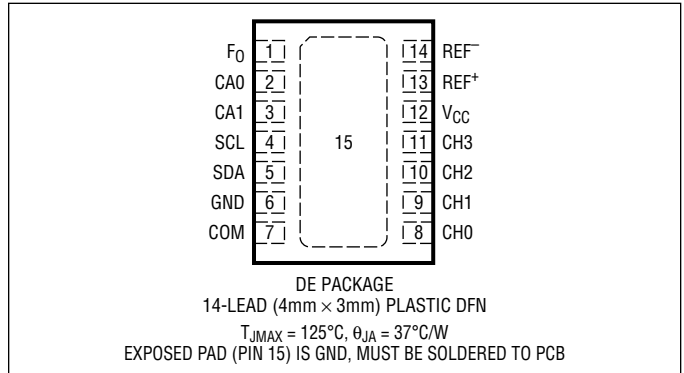 F0 1 14 REF–
CA0 2 13 REF+
CA1 3 12 VCC
SCL 4 15 11 CH3
SDA 5 10 CH2
GND 6 9 CH1
COM 7 8 CH0
DE PACKAGE
14-LEAD (4mm × 3mm) PLASTIC DFN
TJMAX = 125°C, θJA = 37°C/W
EXPOSED PAD (PIN 15) IS GND, MUST BE SOLDERED TO PCB